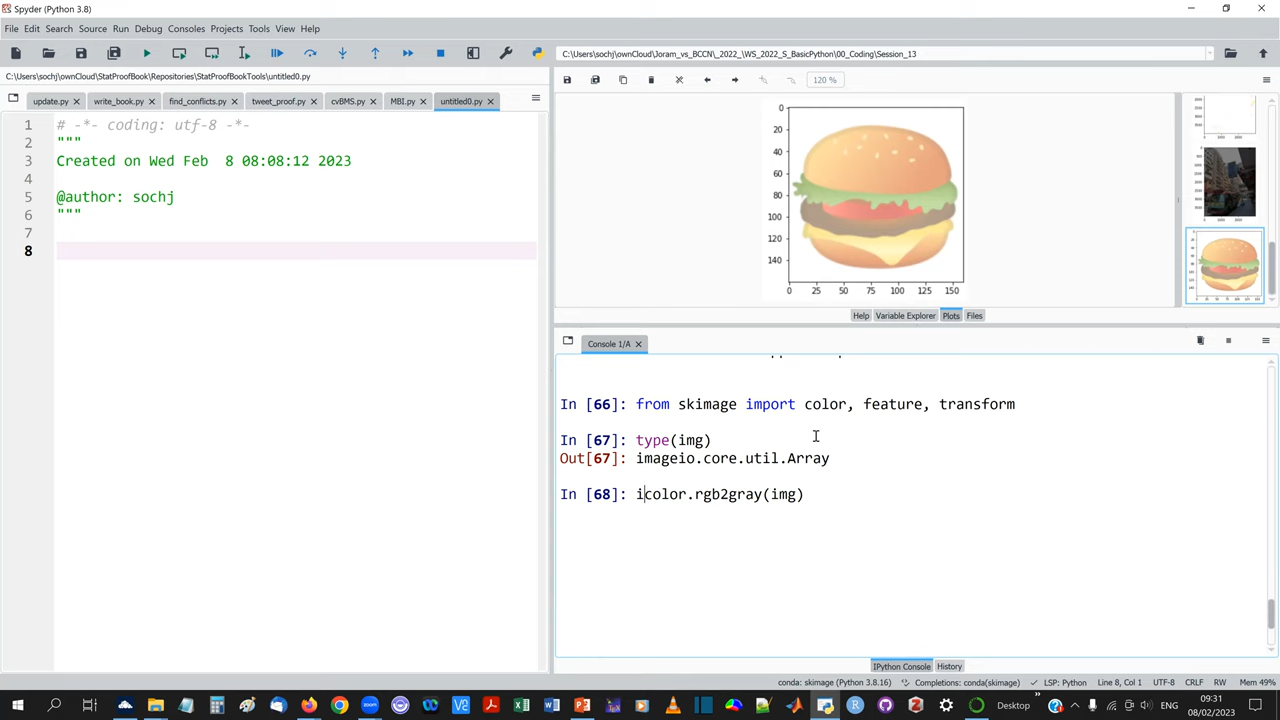 Spyder (Python 3.8)
File Edit Search Source Run Debug Consoles Projects Tools View Help
C:\Users\sochj\ownCloud\Joram_vs_BCCN\_2022_\WS_2022_S_BasicPython\00_Coding\Session_13
C:\Users\sochj\ownCloud\StatProofBook\Repositories\StatProofBookTools\untitled0.py
120 %
update.py write_book.py find_conflicts.py tweet_proof.py cvBMS.py MBI.py untitled0.py
1 # -*- coding: utf-8 -*-
2 """
3 Created on Wed Feb  8 08:08:12 2023
4
5 @author: sochj
6 """
7
8
0
20
40
60
80
100
120
140
0 25 50 75 100 125 150
Help Variable Explorer Plots Files
Console 1/A
In [66]: from skimage import color, feature, transform
In [67]: type(img)
Out[67]: imageio.core.util.Array
In [68]: icolor.rgb2gray(img)
IPython Console History
conda: skimage (Python 3.8.16) Completions: conda(skimage) LSP: Python Line 8, Col 1 UTF-8 CRLF RW Mem 49%
Desktop ENG 09:31
08/02/2023